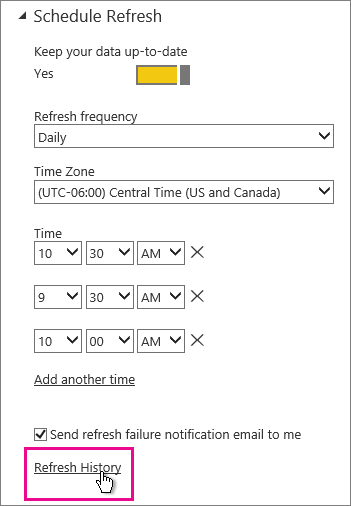 Schedule Refresh
Keep your data up-to-date
Yes
Refresh frequency
Daily
Time Zone
(UTC-06:00) Central Time (US and Canada)
Time
10 30 AM
9 30 AM
10 00 AM
Add another time
Send refresh failure notification email to me
Refresh History